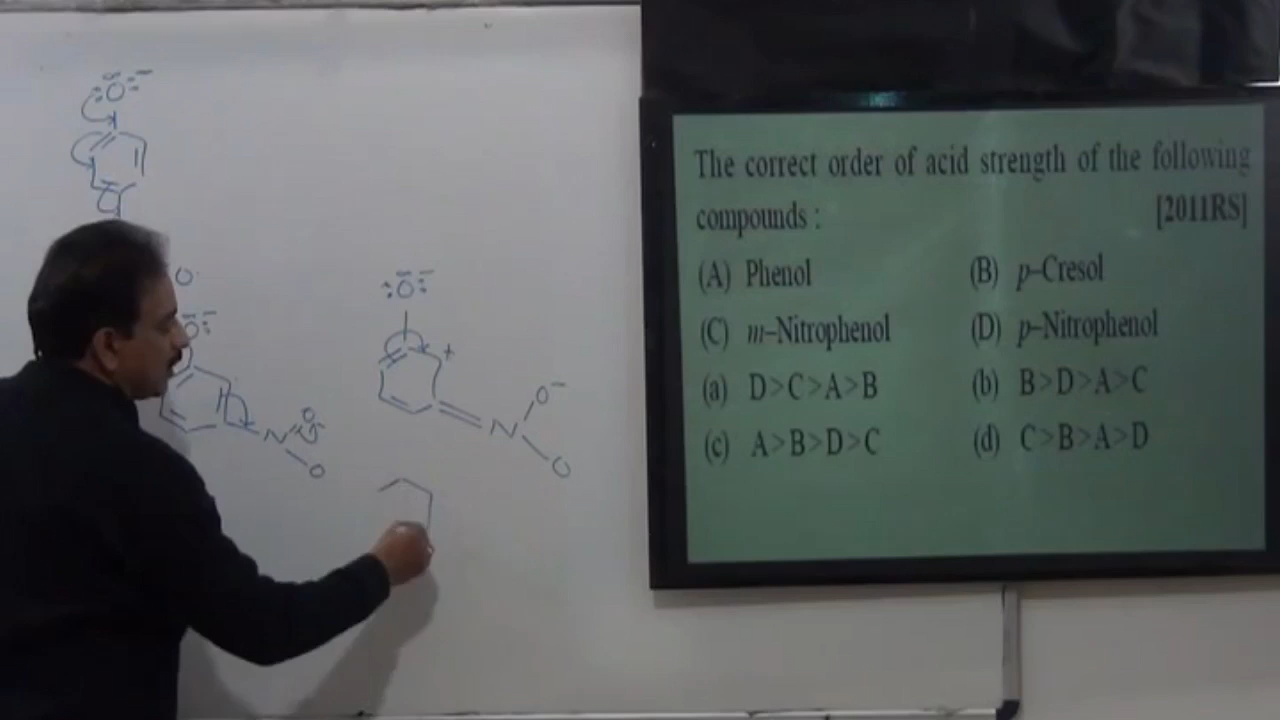 The correct order of acid strength of the following
compounds : [2011RS]
(A) Phenol (B) p–Cresol
(C) m–Nitrophenol (D) p–Nitrophenol
(a) D>C>A>B (b) B>D>A>C
(c) A>B>D>C (d) C>B>A>D
:O:
O
O
:O:
O
N
O
O
N
O